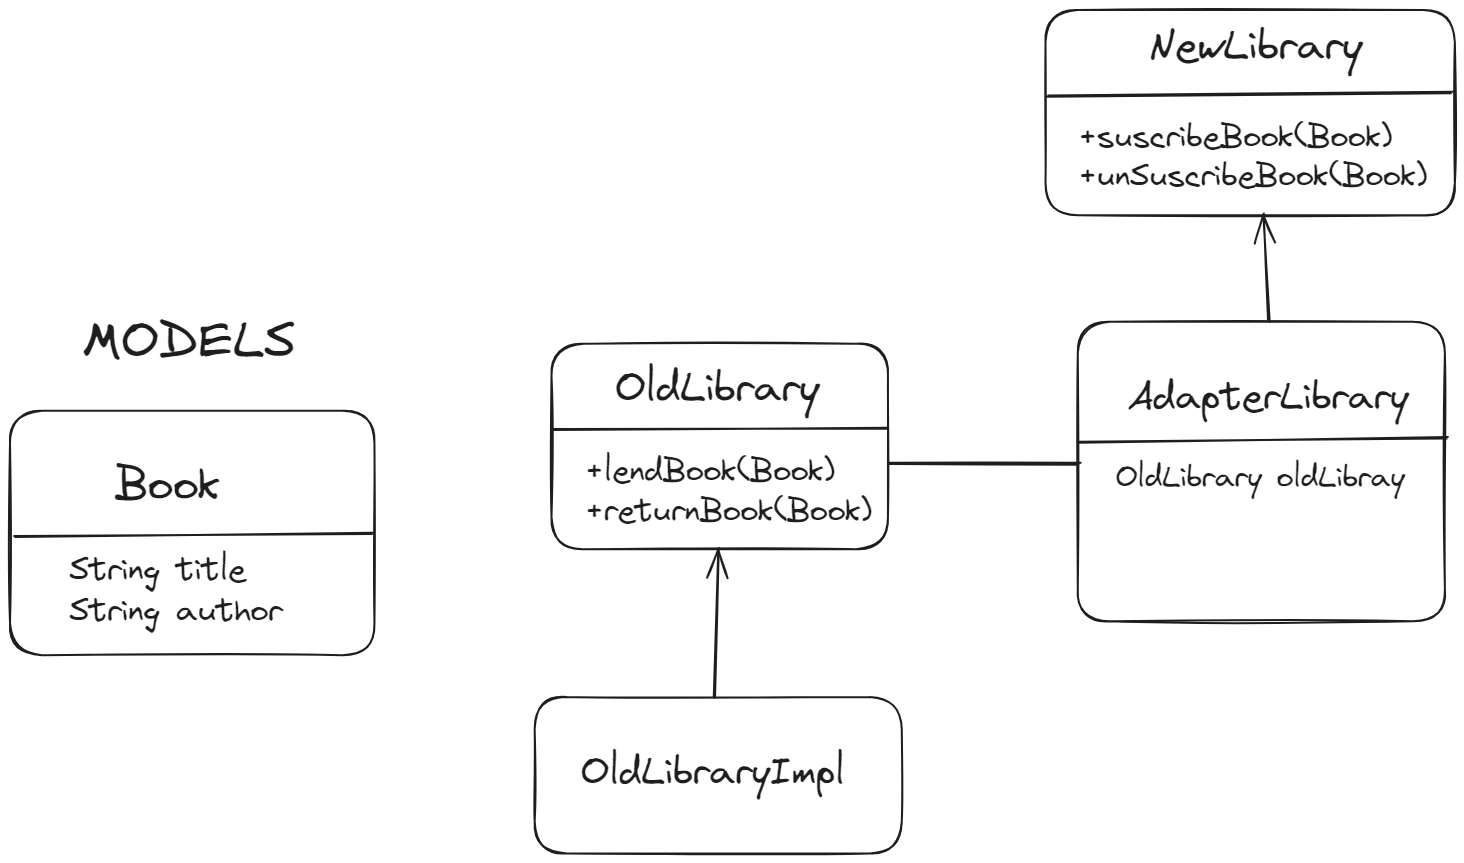 NewLibrary
+suscribeBook(Book)
+unSuscribeBook(Book)
MODELS
Book
String title
String author
OldLibrary
+lendBook(Book)
+returnBook(Book)
AdapterLibrary
OldLibrary oldLibray
OldLibraryImpl